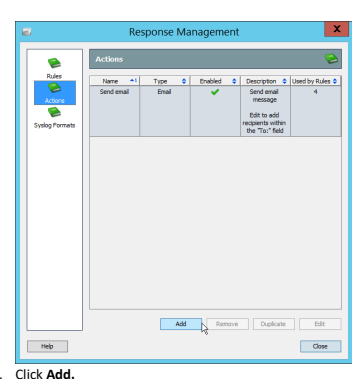 Response Management
X
Rules
Actions
Syslog Formats
Actions
Name 1 Type Enabled Description Used by Rules
Send email Email Send email 4
message
Edit to add
recipients within
the "To:" field
Add Remove Duplicate Edit
Help Close
Click Add.